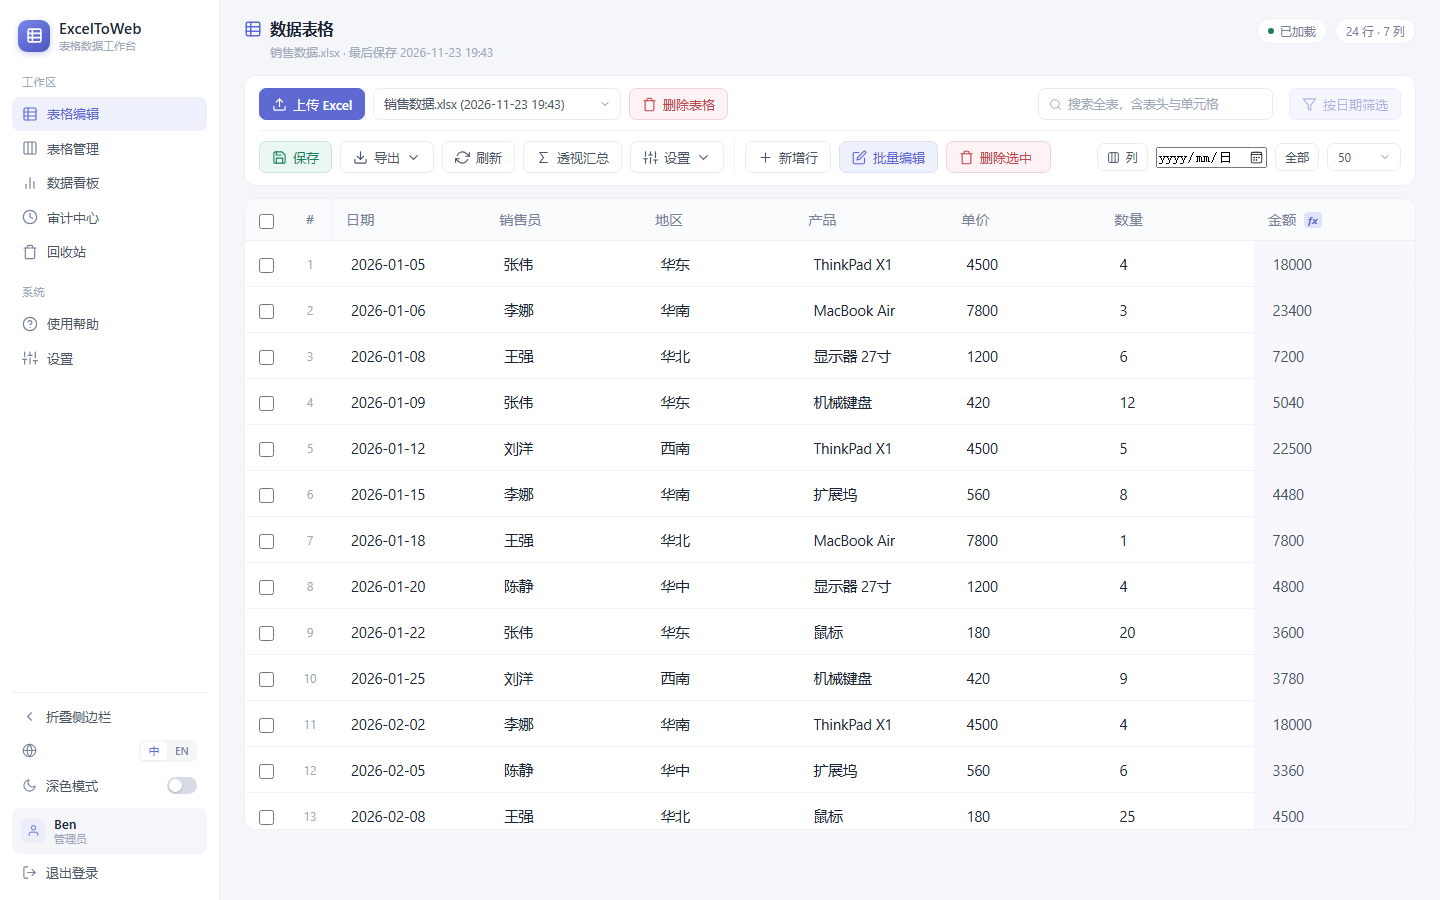 ExcelToWeb
表格数据工作台
工作区
表格编辑
表格管理
数据看板
审计中心
回收站
系统
使用帮助
设置
折叠侧边栏
中 EN
深色模式
Ben
管理员
退出登录
数据表格
销售数据.xlsx · 最后保存 2026-11-23 19:43
已加载 24 行 · 7 列
上传 Excel 销售数据.xlsx (2026-11-23 19:43) 删除表格 搜索全表，含表头与单元格 按日期筛选
保存 导出 刷新 透视汇总 设置 新增行 批量编辑 删除选中 列 yyyy/mm/日 全部 50
# 日期 销售员 地区 产品 单价 数量 金额 fx
1 2026-01-05 张伟 华东 ThinkPad X1 4500 4 18000
2 2026-01-06 李娜 华南 MacBook Air 7800 3 23400
3 2026-01-08 王强 华北 显示器 27寸 1200 6 7200
4 2026-01-09 张伟 华东 机械键盘 420 12 5040
5 2026-01-12 刘洋 西南 ThinkPad X1 4500 5 22500
6 2026-01-15 李娜 华南 扩展坞 560 8 4480
7 2026-01-18 王强 华北 MacBook Air 7800 1 7800
8 2026-01-20 陈静 华中 显示器 27寸 1200 4 4800
9 2026-01-22 张伟 华东 鼠标 180 20 3600
10 2026-01-25 刘洋 西南 机械键盘 420 9 3780
11 2026-02-02 李娜 华南 ThinkPad X1 4500 4 18000
12 2026-02-05 陈静 华中 扩展坞 560 6 3360
13 2026-02-08 王强 华北 鼠标 180 25 4500